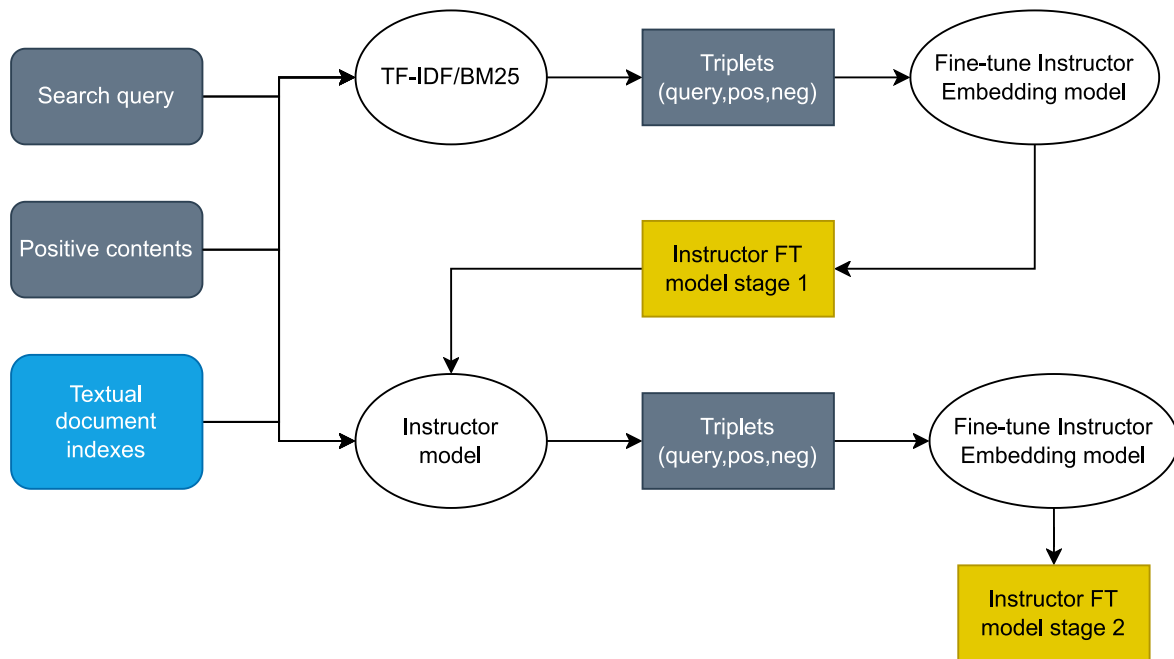 Search query
Positive contents
Textual
document
indexes
TF-IDF/BM25
Triplets
(query,pos,neg)
Fine-tune Instructor
Embedding model
Instructor FT
model stage 1
Instructor
model
Triplets
(query,pos,neg)
Fine-tune Instructor
Embedding model
Instructor FT
model stage 2